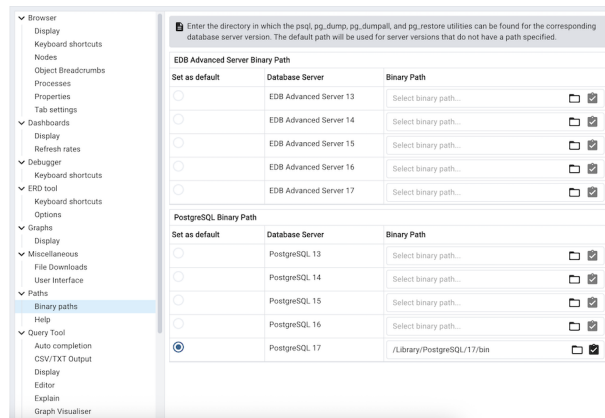 Browser
Display
Keyboard shortcuts
Nodes
Object Breadcrumbs
Processes
Properties
Tab settings
Dashboards
Display
Refresh rates
Debugger
Keyboard shortcuts
ERD tool
Keyboard shortcuts
Options
Graphs
Display
Miscellaneous
File Downloads
User Interface
Paths
Binary paths
Help
Query Tool
Auto completion
CSV/TXT Output
Display
Editor
Explain
Graph Visualiser
Enter the directory in which the psql, pg_dump, pg_dumpall, and pg_restore utilities can be found for the corresponding
database server version. The default path will be used for server versions that do not have a path specified.
EDB Advanced Server Binary Path
Set as default Database Server Binary Path
EDB Advanced Server 13 Select binary path...
EDB Advanced Server 14 Select binary path...
EDB Advanced Server 15 Select binary path...
EDB Advanced Server 16 Select binary path...
EDB Advanced Server 17 Select binary path...
PostgreSQL Binary Path
Set as default Database Server Binary Path
PostgreSQL 13 Select binary path...
PostgreSQL 14 Select binary path...
PostgreSQL 15 Select binary path...
PostgreSQL 16 Select binary path...
PostgreSQL 17 /Library/PostgreSQL/17/bin